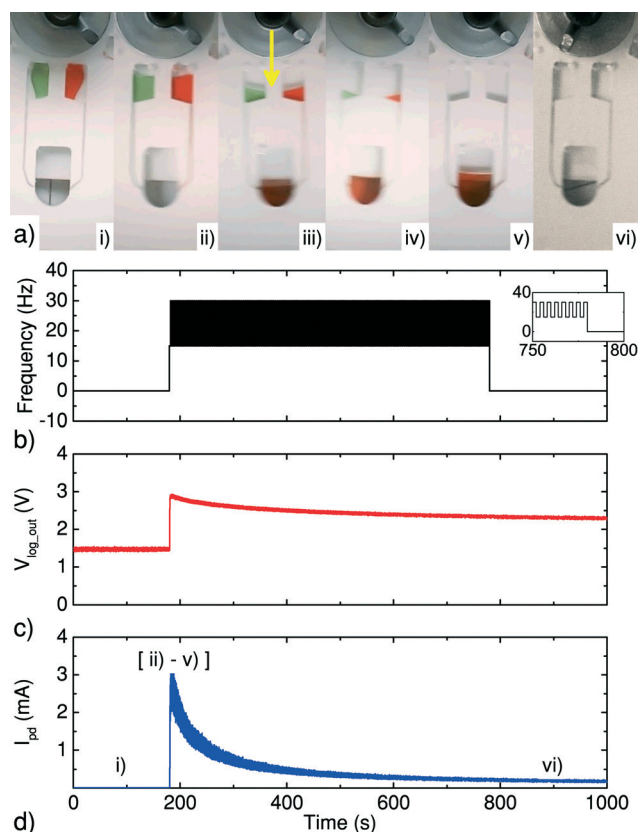 i) ii) iii) iv) v) vi)
a)
40
30
20
10
0
-10
Frequency (Hz)
40
0
750 800
b)
4
3
2
1
0
V_log_out (V)
c)
4
3
2
1
I_pd (mA)
[ ii) - v) ]
i)
vi)
0 200 400 600 800 1000
Time (s)
d)